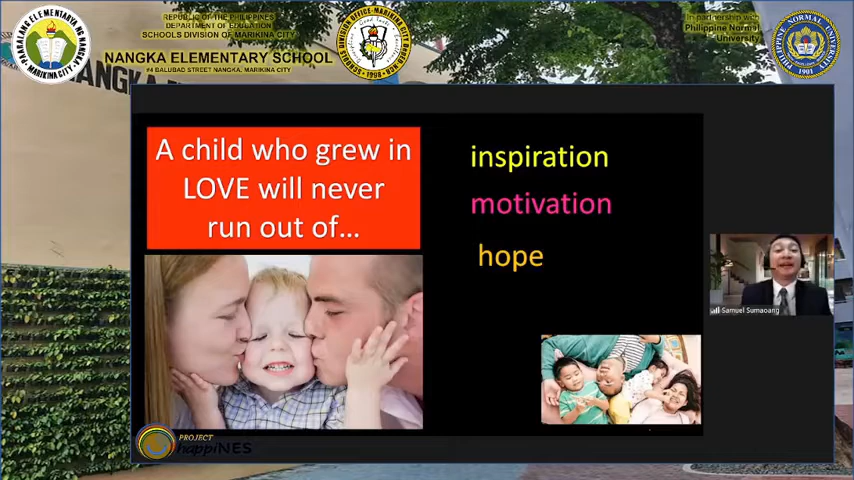 REPUBLIC OF THE PHILIPPINES
DEPARTMENT OF EDUCATION
SCHOOLS DIVISION OF MARIKINA CITY
NANGKA ELEMENTARY SCHOOL
#4 BALUBAD STREET NANGKA, MARIKINA CITY
In partnership with
Philippine Normal
University
NANGKA
A child who grew in
LOVE will never
run out of...
inspiration
motivation
hope
Samuel Sumaoang
PROJECT
happiNES